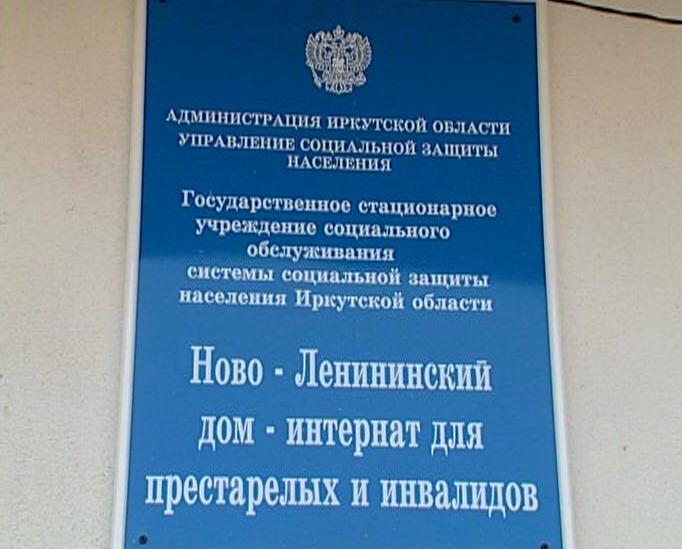 АДМИНИСТРАЦИЯ ИРКУТСКОЙ ОБЛАСТИ
УПРАВЛЕНИЕ СОЦИАЛЬНОЙ ЗАЩИТЫ
НАСЕЛЕНИЯ
Государственное стационарное
учреждение социального
обслуживания
системы социальной защиты
населения Иркутской области
Ново - Ленининский
дом - интернат для
престарелых и инвалидов